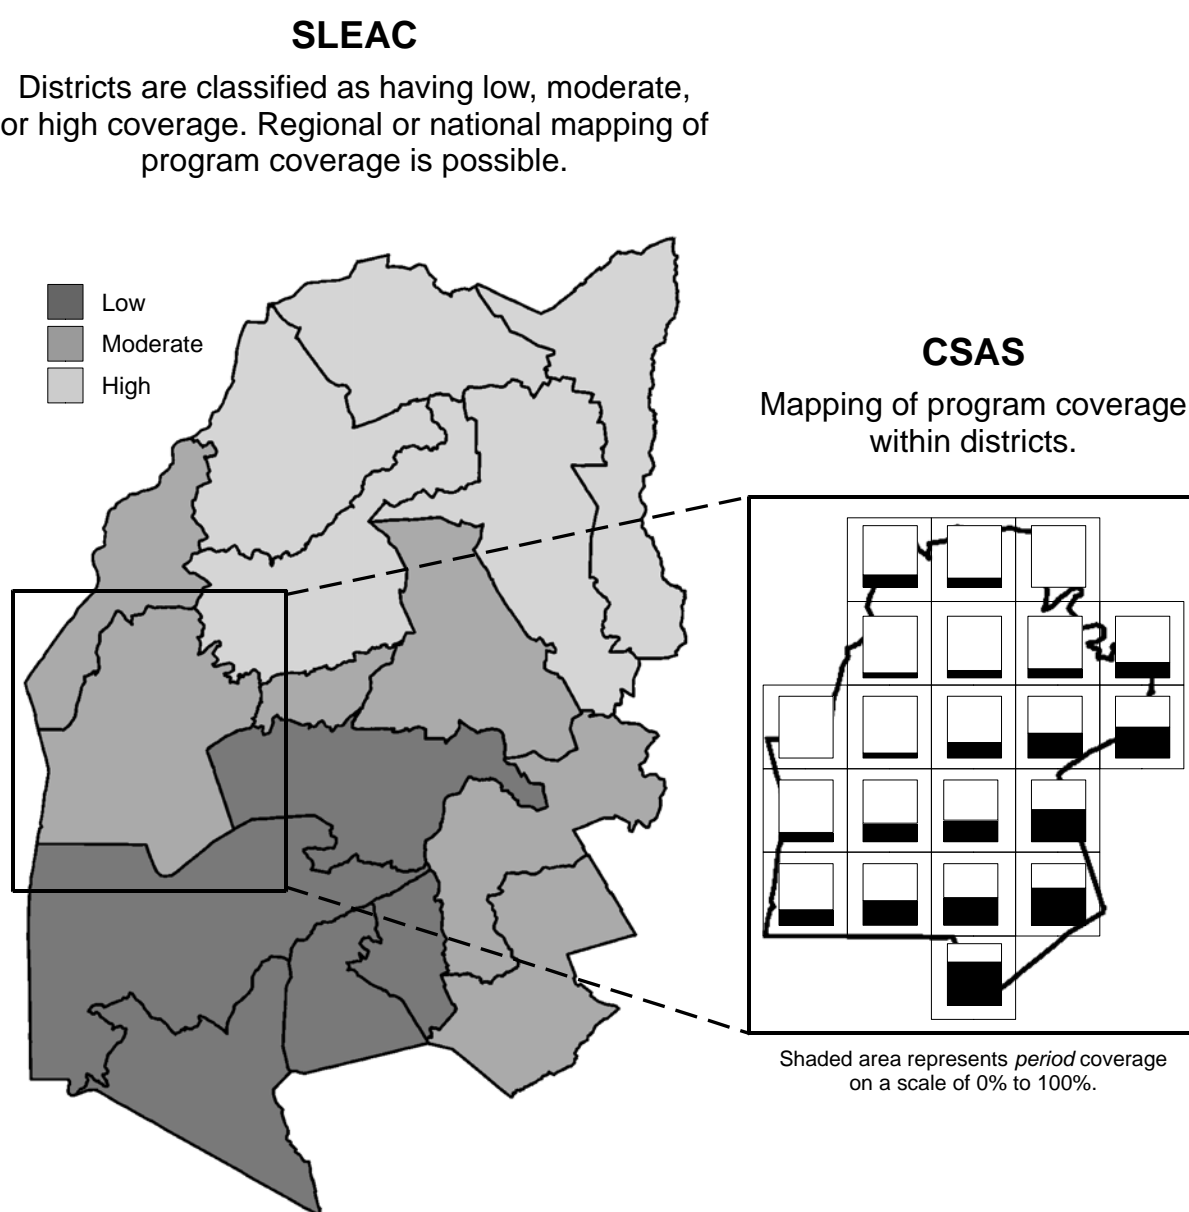 SLEAC
Districts are classified as having low, moderate,
or high coverage. Regional or national mapping of
program coverage is possible.
Low
Moderate
High
CSAS
Mapping of program coverage
within districts.
Shaded area represents period coverage
on a scale of 0% to 100%.